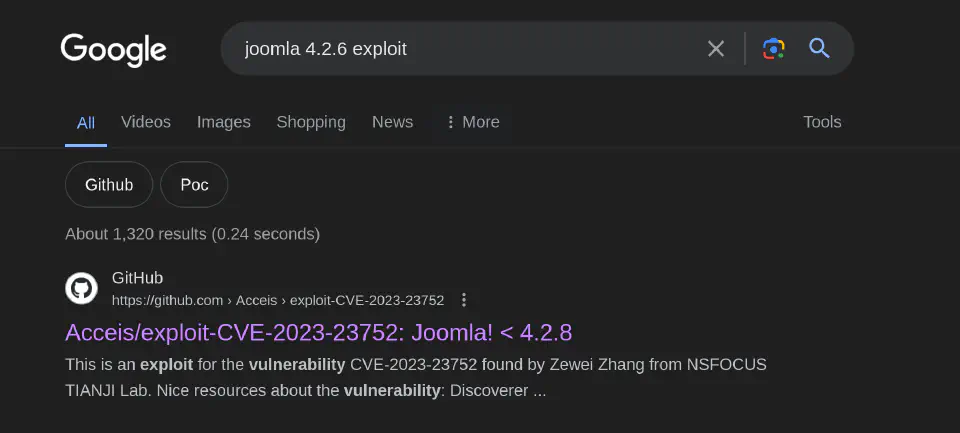 Google joomla 4.2.6 exploit
All Videos Images Shopping News More Tools
Github Poc
About 1,320 results (0.24 seconds)
GitHub
https://github.com › Acceis › exploit-CVE-2023-23752
Acceis/exploit-CVE-2023-23752: Joomla! < 4.2.8
This is an exploit for the vulnerability CVE-2023-23752 found by Zewei Zhang from NSFOCUS
TIANJI Lab. Nice resources about the vulnerability: Discoverer ...